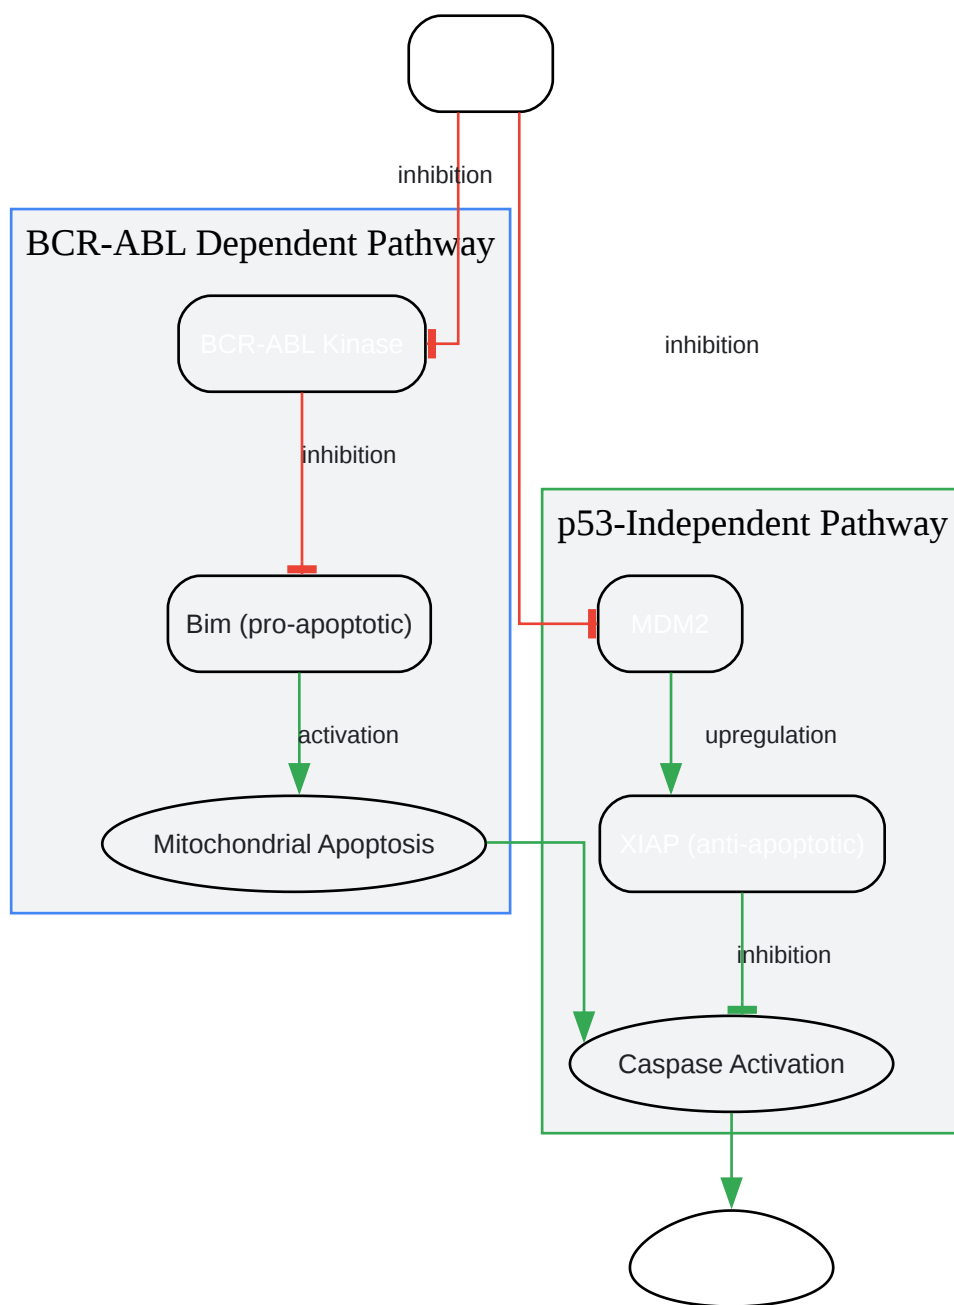 inhibition
BCR-ABL Dependent Pathway
BCR-ABL Kinase
inhibition
inhibition
p53-Independent Pathway
Bim (pro-apoptotic)
MDM2
activation
upregulation
Mitochondrial Apoptosis
XIAP (anti-apoptotic)
inhibition
Caspase Activation